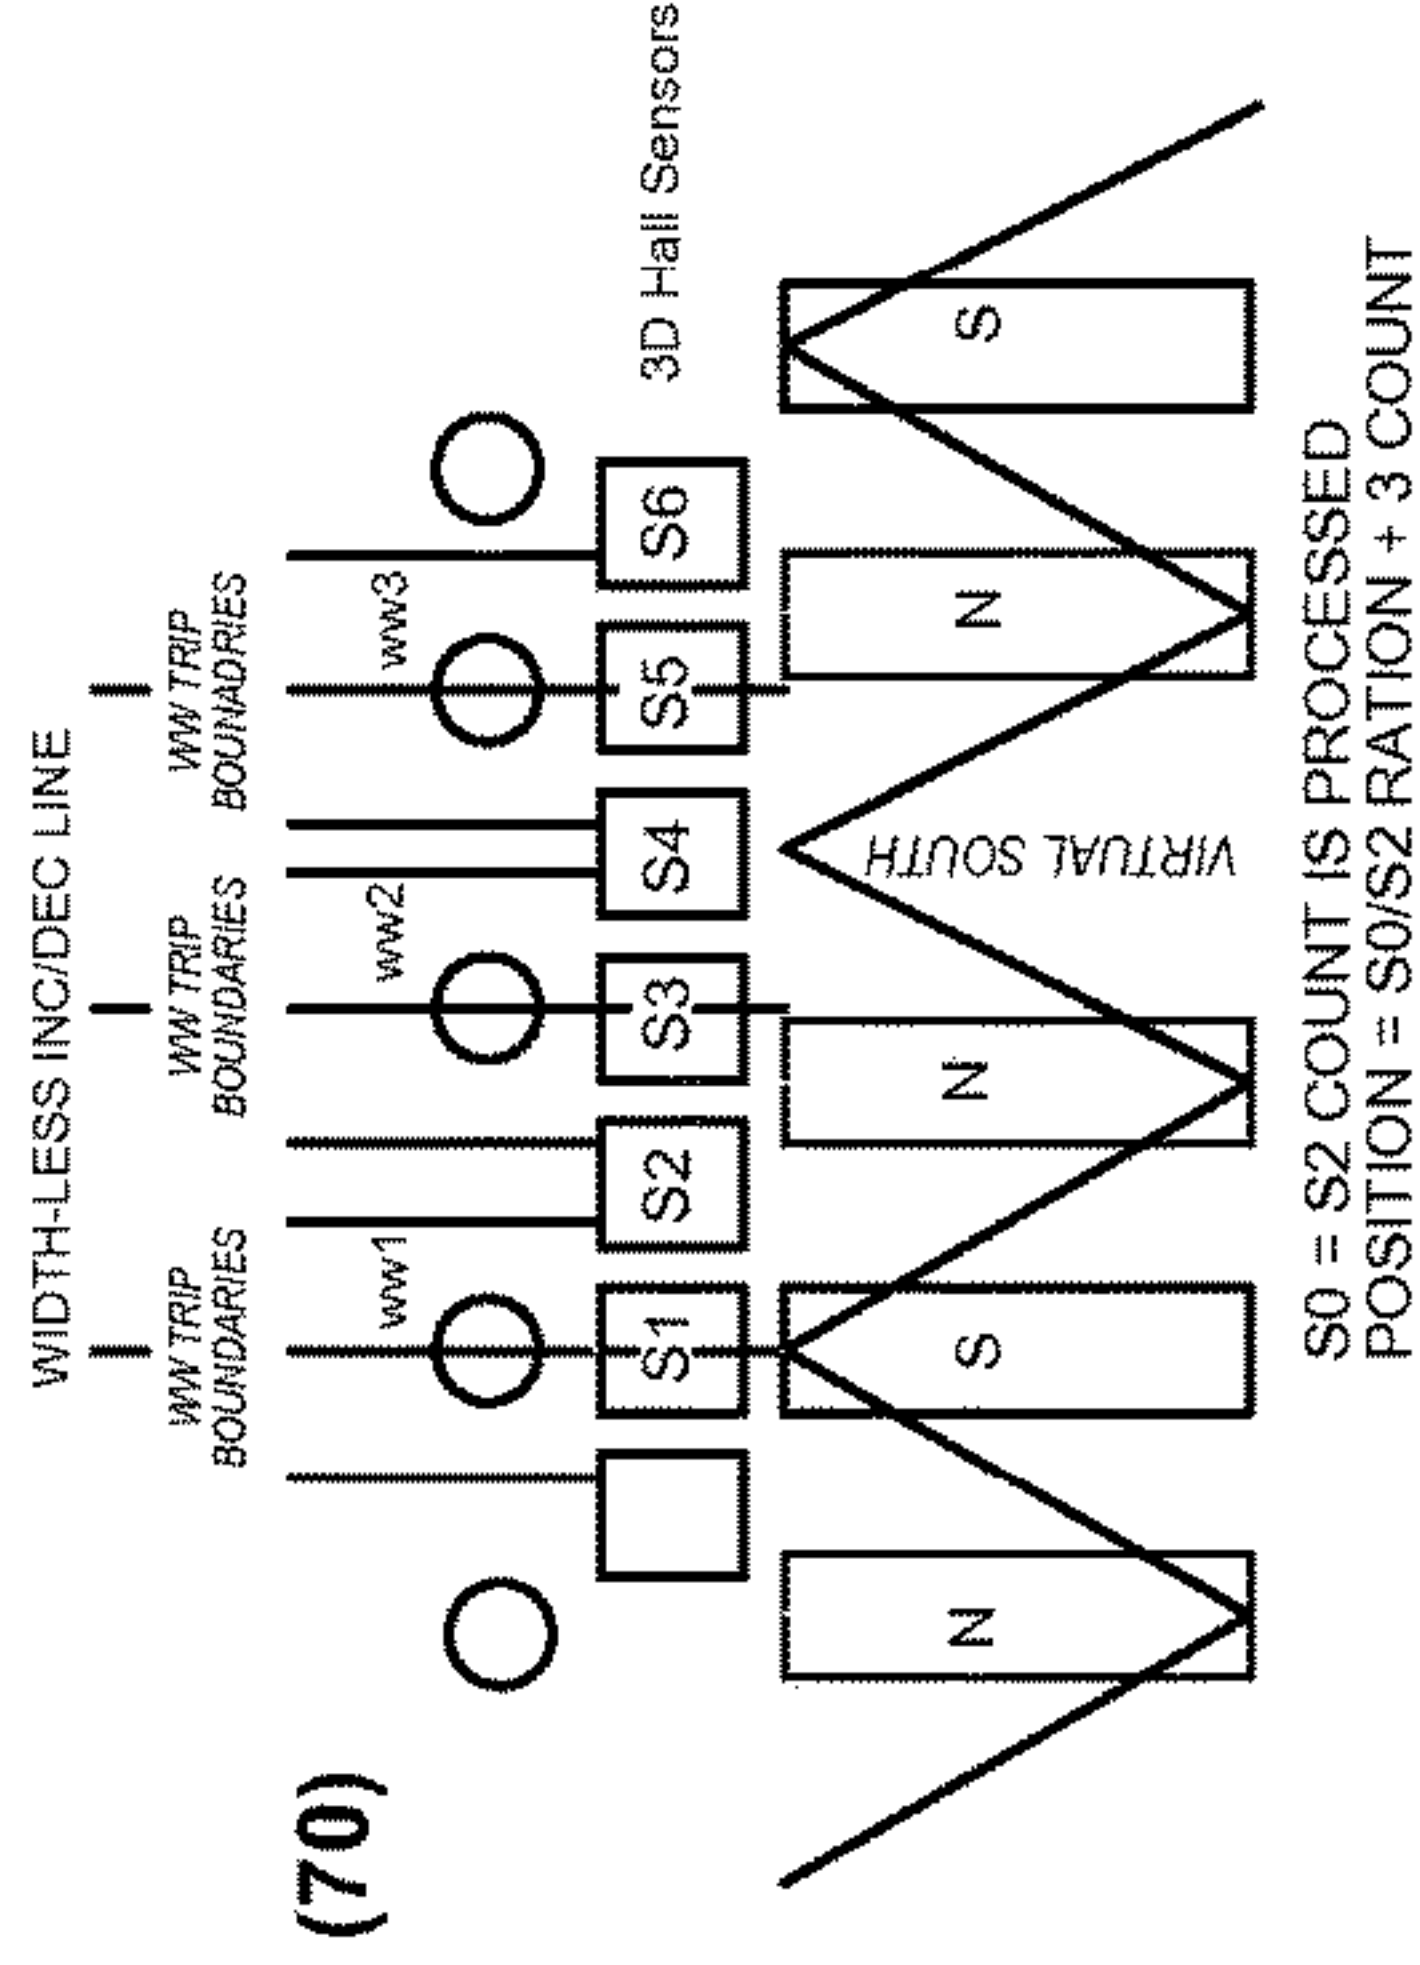 (70)
WIDTH-LESS INC/DEC LINE
WW TRIP
BOUNDARIES
WW TRIP
BOUNDARIES
WW TRIP
BOUNADRIES
ww1
ww2
ww3
S1
S2
S3
S4
S5
S6
3D Hall Sensors
N
S
N
VIRTUAL SOUTH
N
S
S0 = S2 COUNT IS PROCESSED
POSITION = S0/S2 RATION + 3 COUNT